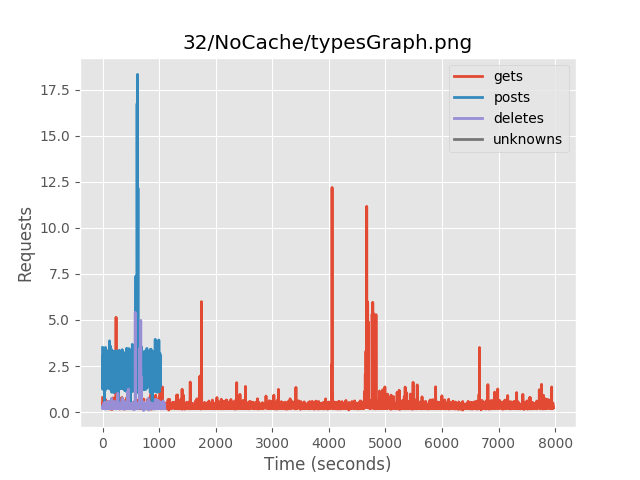 32/NoCache/typesGraph.png
gets
posts
deletes
unknowns
Requests
17.5
15.0
12.5
10.0
7.5
5.0
2.5
0.0
0 1000 2000 3000 4000 5000 6000 7000 8000
Time (seconds)